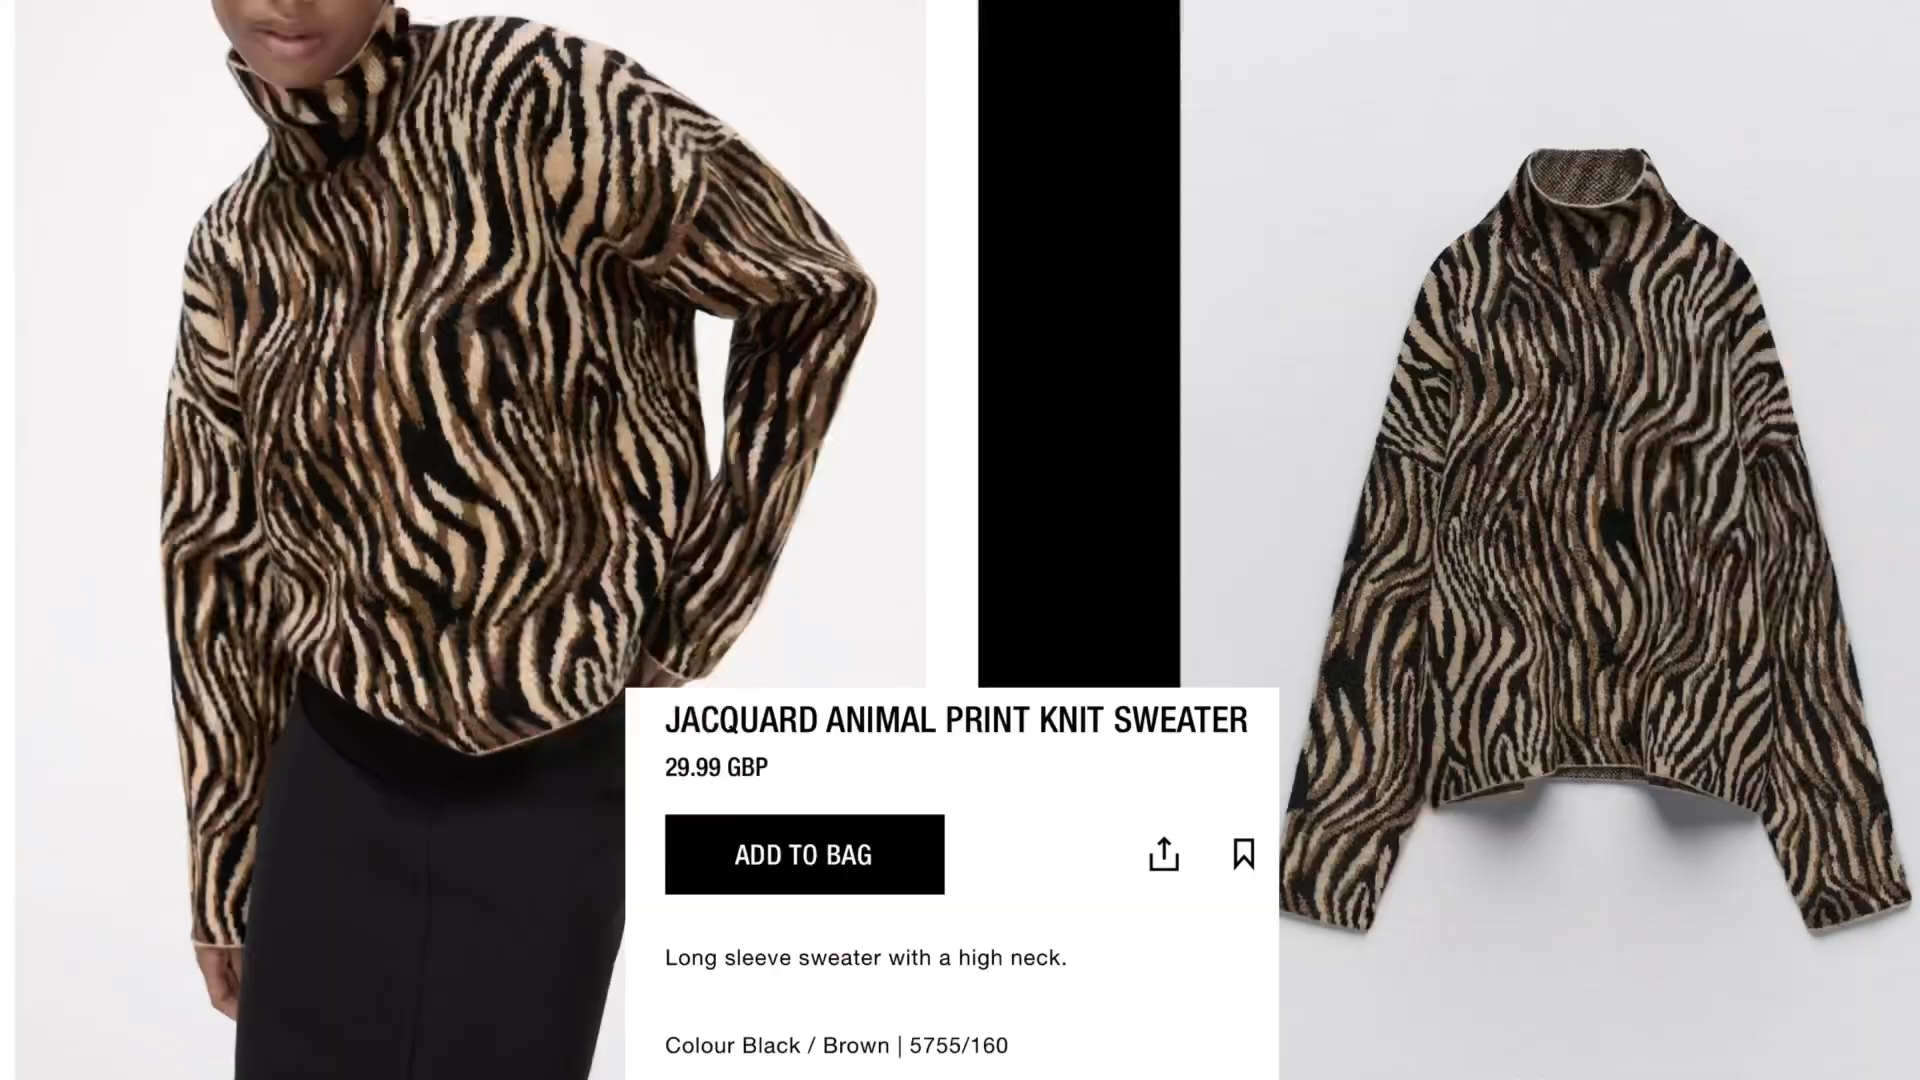 JACQUARD ANIMAL PRINT KNIT SWEATER
29.99 GBP
ADD TO BAG
Long sleeve sweater with a high neck.
Colour Black / Brown | 5755/160